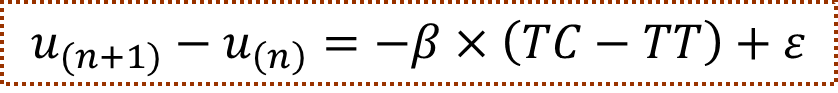 u₍ₙ₊₁₎ − u₍ₙ₎ = −β × (TC − TT) + ε